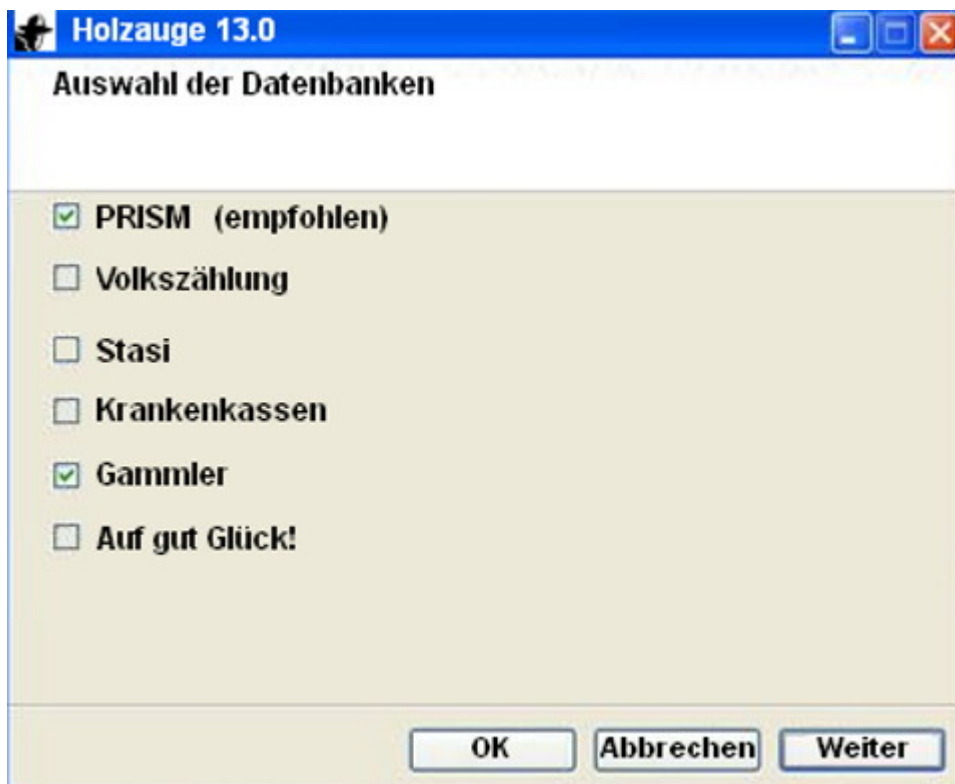 Holzauge 13.0
Auswahl der Datenbanken
PRISM (empfohlen)
Volkszählung
Stasi
Krankenkassen
Gammler
Auf gut Glück!
OK Abbrechen Weiter